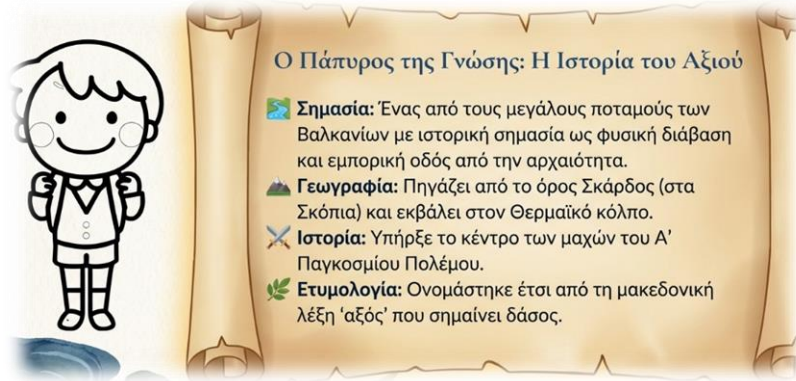 Ο Πάπυρος της Γνώσης: Η Ιστορία του Αξιού
Σημασία: Ένας από τους μεγάλους ποταμούς των
Βαλκανίων με ιστορική σημασία ως φυσική διάβαση
και εμπορική οδός από την αρχαιότητα.
Γεωγραφία: Πηγάζει από το όρος Σκάρδος (στα
Σκόπια) και εκβάλει στον Θερμαϊκό κόλπο.
Ιστορία: Υπήρξε το κέντρο των μαχών του Α’
Παγκοσμίου Πολέμου.
Ετυμολογία: Ονομάστηκε έτσι από τη μακεδονική
λέξη ‘αξός’ που σημαίνει δάσος.